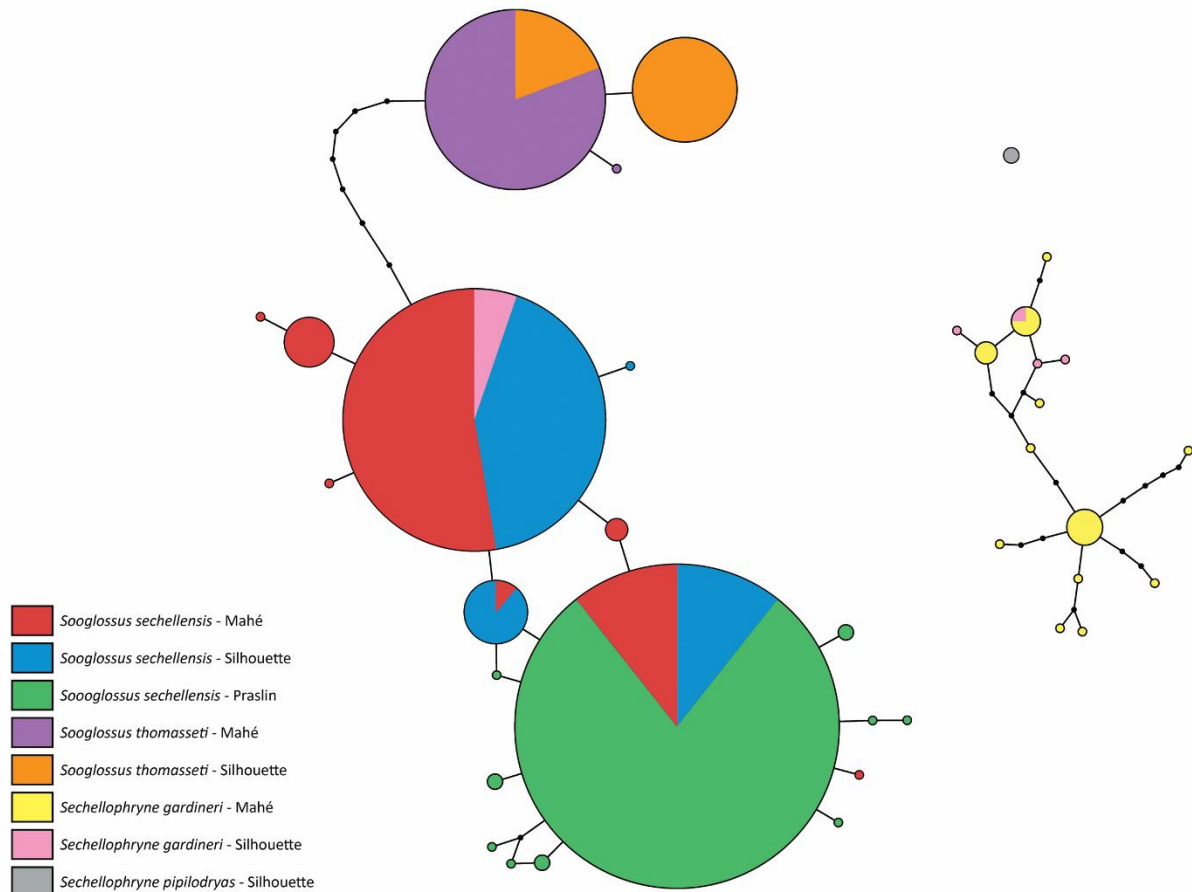 Sooglossus sechellensis - Mahé
Sooglossus sechellensis - Silhouette
Soooglossus sechellensis - Praslin
Sooglossus thomasseti - Mahé
Sooglossus thomasseti - Silhouette
Sechellophryne gardineri - Mahé
Sechellophryne gardineri - Silhouette
Sechellophryne pipilodryas - Silhouette